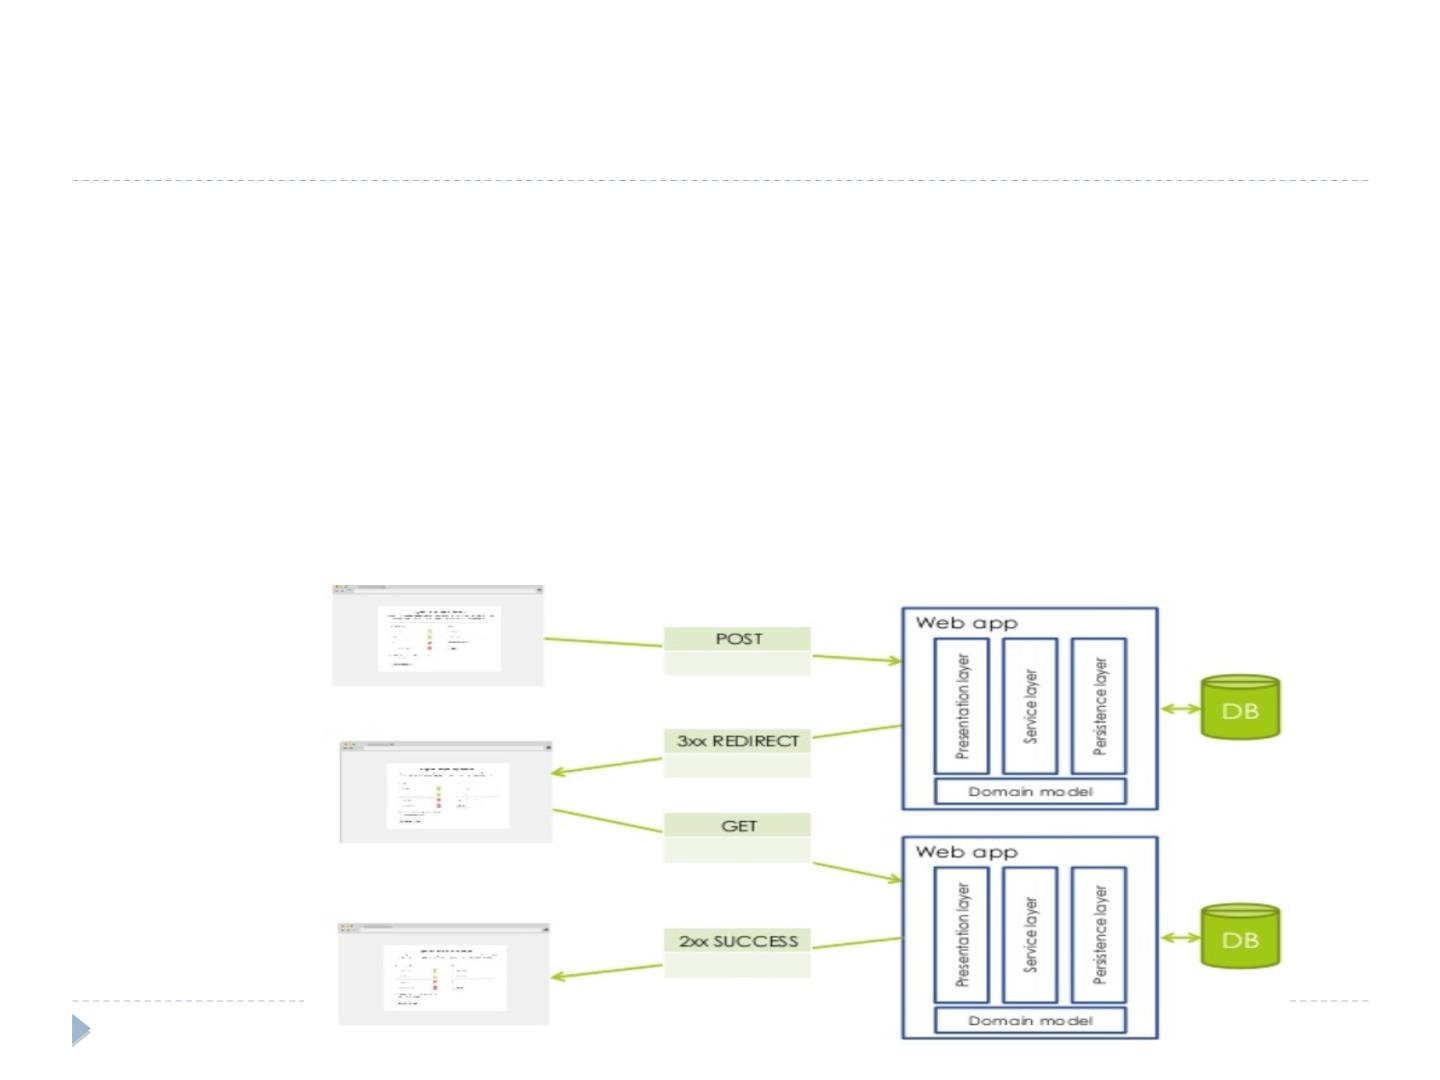 POST
3xx REDIRECT
GET
2xx SUCCESS
Web app
Presentation layer
Service layer
Persistence layer
Domain model
DB
Web app
Presentation layer
Service layer
Persistence layer
Domain model
DB